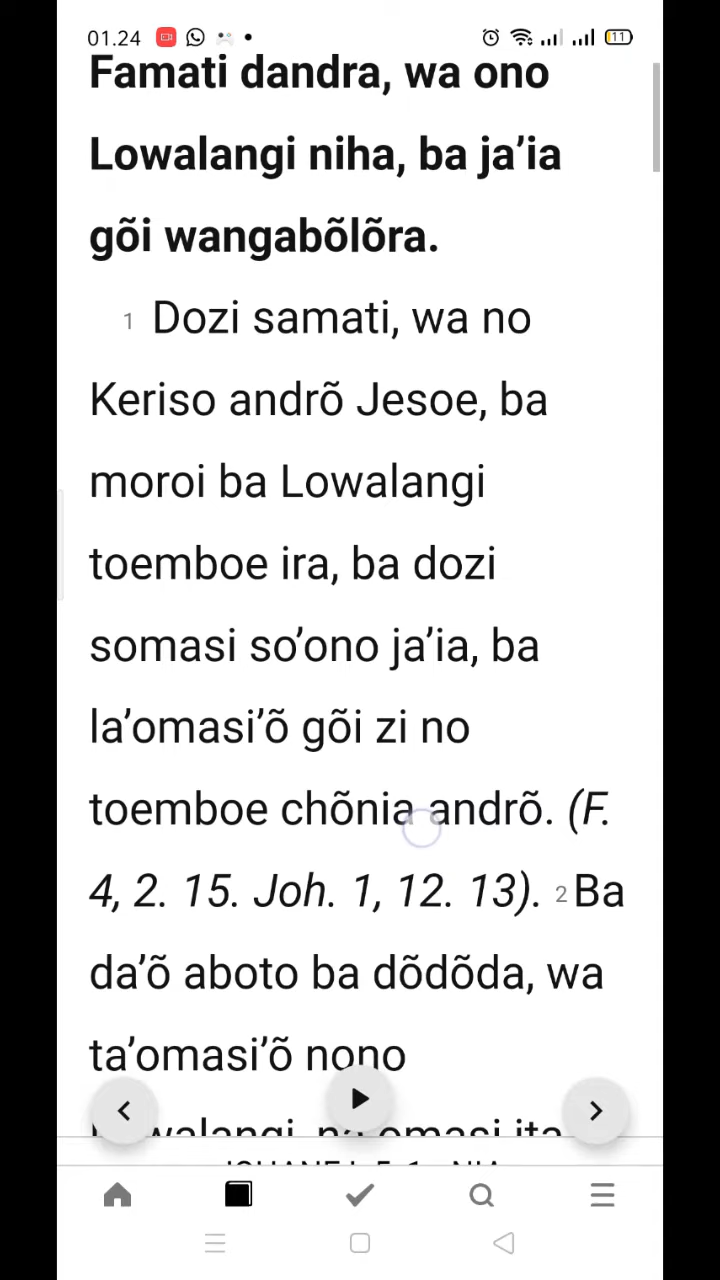 01.24
11
Famati dandra, wa ono
Lowalangi niha, ba ja’ia
gõi wangabõlõra.
1 Dozi samati, wa no
Keriso andrõ Jesoe, ba
moroi ba Lowalangi
toemboe ira, ba dozi
somasi so’ono ja’ia, ba
la’omasi’õ gõi zi no
toemboe chõnia andrõ. (F.
4, 2. 15. Joh. 1, 12. 13). 2 Ba
da’õ aboto ba dõdõda, wa
ta’omasi’õ nono
omasi ita